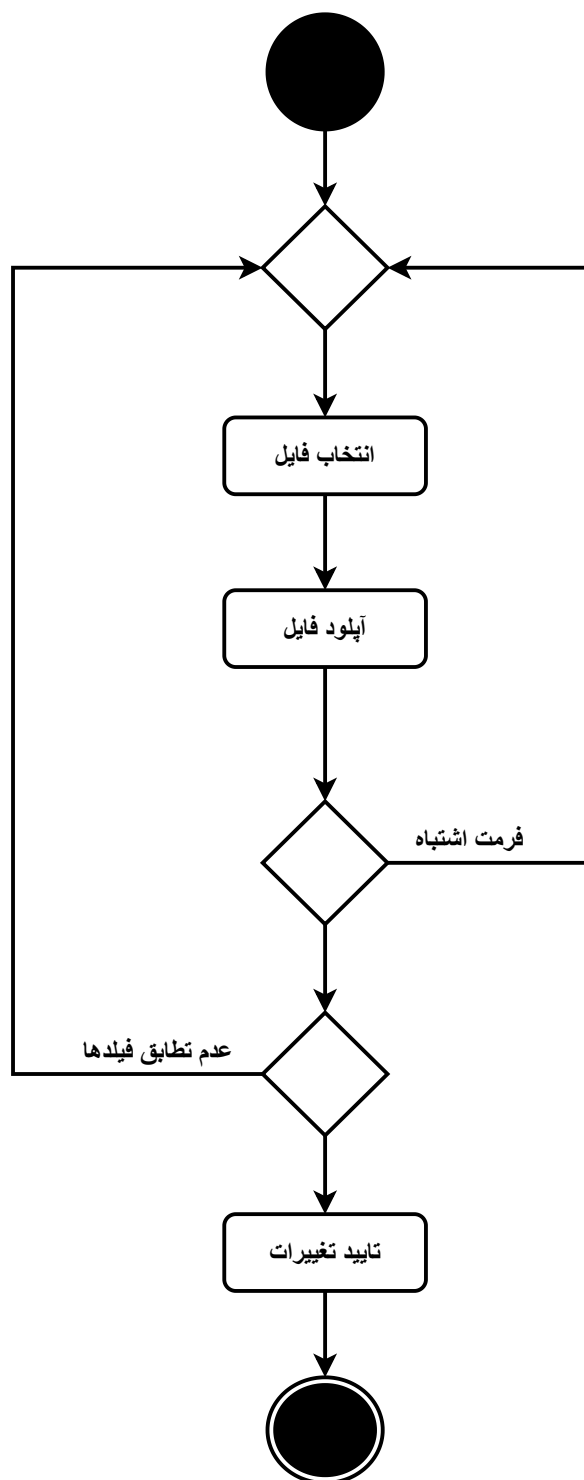 انتخاب فایل
آپلود فایل
فرمت اشتباه
عدم تطابق فیلدها
تایید تغییرات